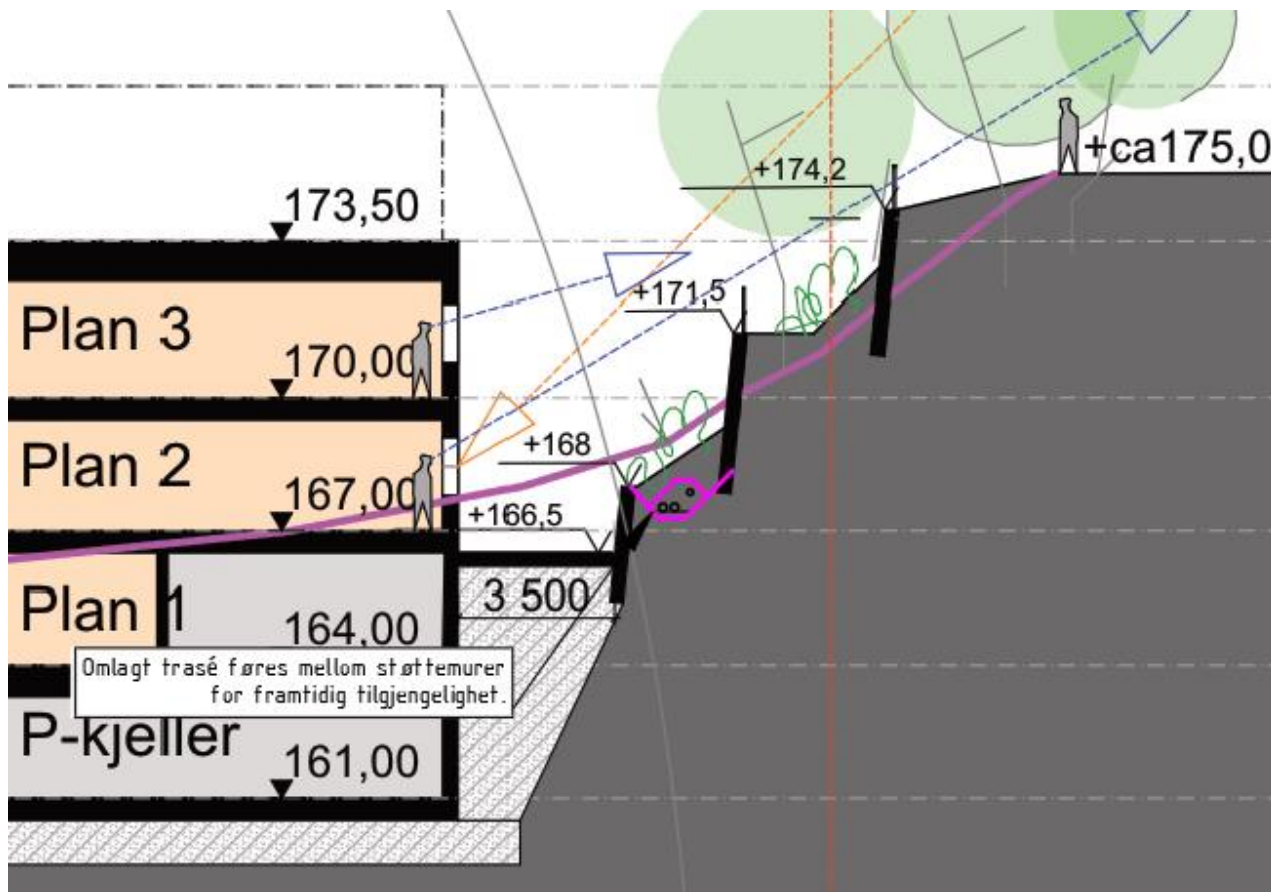 +ca175,0
+174,2
173,50
+171,5
Plan 3
170,00
+168
Plan 2
167,00
+166,5
Plan 1
3 500
164,00
Omlagt trasé føres mellom støttemurer
for framtidig tilgjengelighet.
P-kjeller
161,00